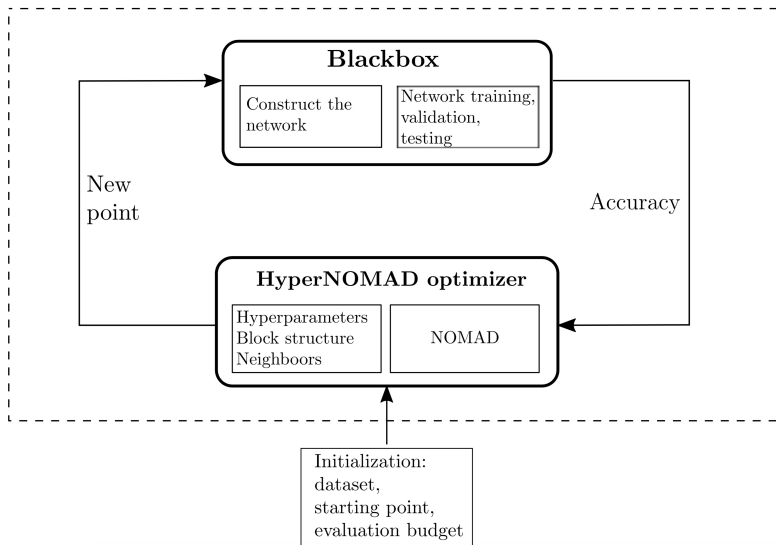 Blackbox
Construct the
network
Network training,
validation,
testing
New
point
Accuracy
HyperNOMAD optimizer
Hyperparameters
Block structure
Neighboors
NOMAD
Initialization:
dataset,
starting point,
evaluation budget